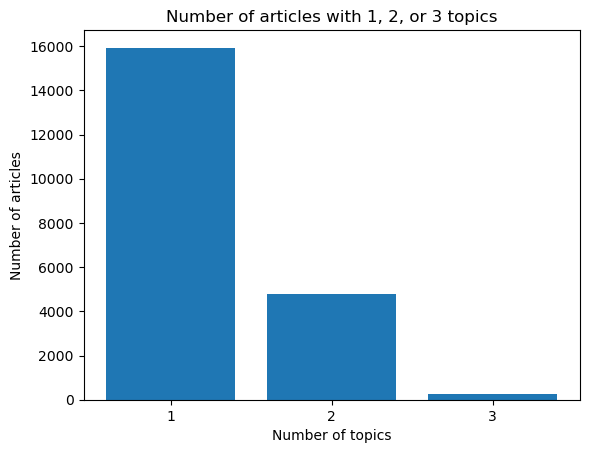 Number of articles with 1, 2, or 3 topics
16000
14000
12000
10000
8000
6000
4000
2000
0
Number of articles
1 2 3
Number of topics